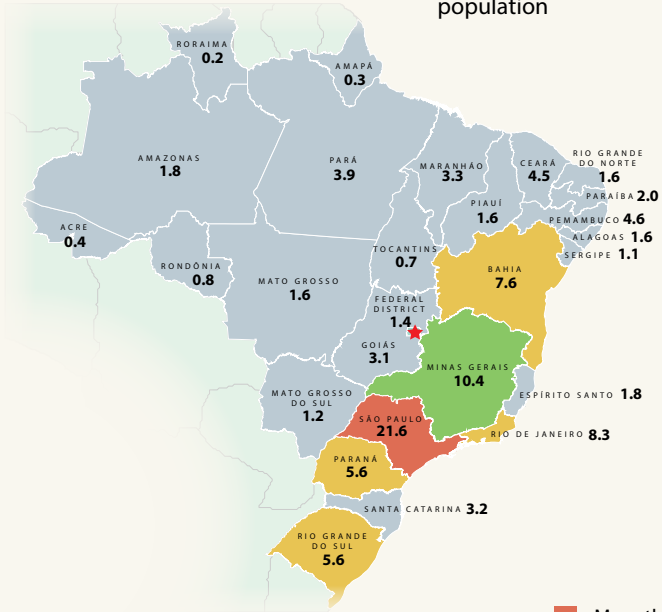 population
RORAIMA
0.2
AMAPÁ
0.3
AMAZONAS
1.8
PARÁ
3.9
MARANHÃO
3.3
CEARÁ
4.5
RIO GRANDE
DO NORTE
1.6
PARAÍBA 2.0
PIAUÍ
1.6
PEMAMBUCO 4.6
ALAGOAS 1.6
SERGIPE 1.1
ACRE
0.4
RONDÔNIA
0.8
TOCANTINS
0.7
BAHIA
7.6
MATO GROSSO
1.6
FEDERAL
DISTRICT
1.4
GOIÁS
3.1
MINAS GERAIS
10.4
ESPÍRITO SANTO 1.8
MATO GROSSO
DO SUL
1.2
SÃO PAULO
21.6
RIO DE JANEIRO 8.3
PARANÁ
5.6
SANTA CATARINA 3.2
RIO GRANDE
DO SUL
5.6